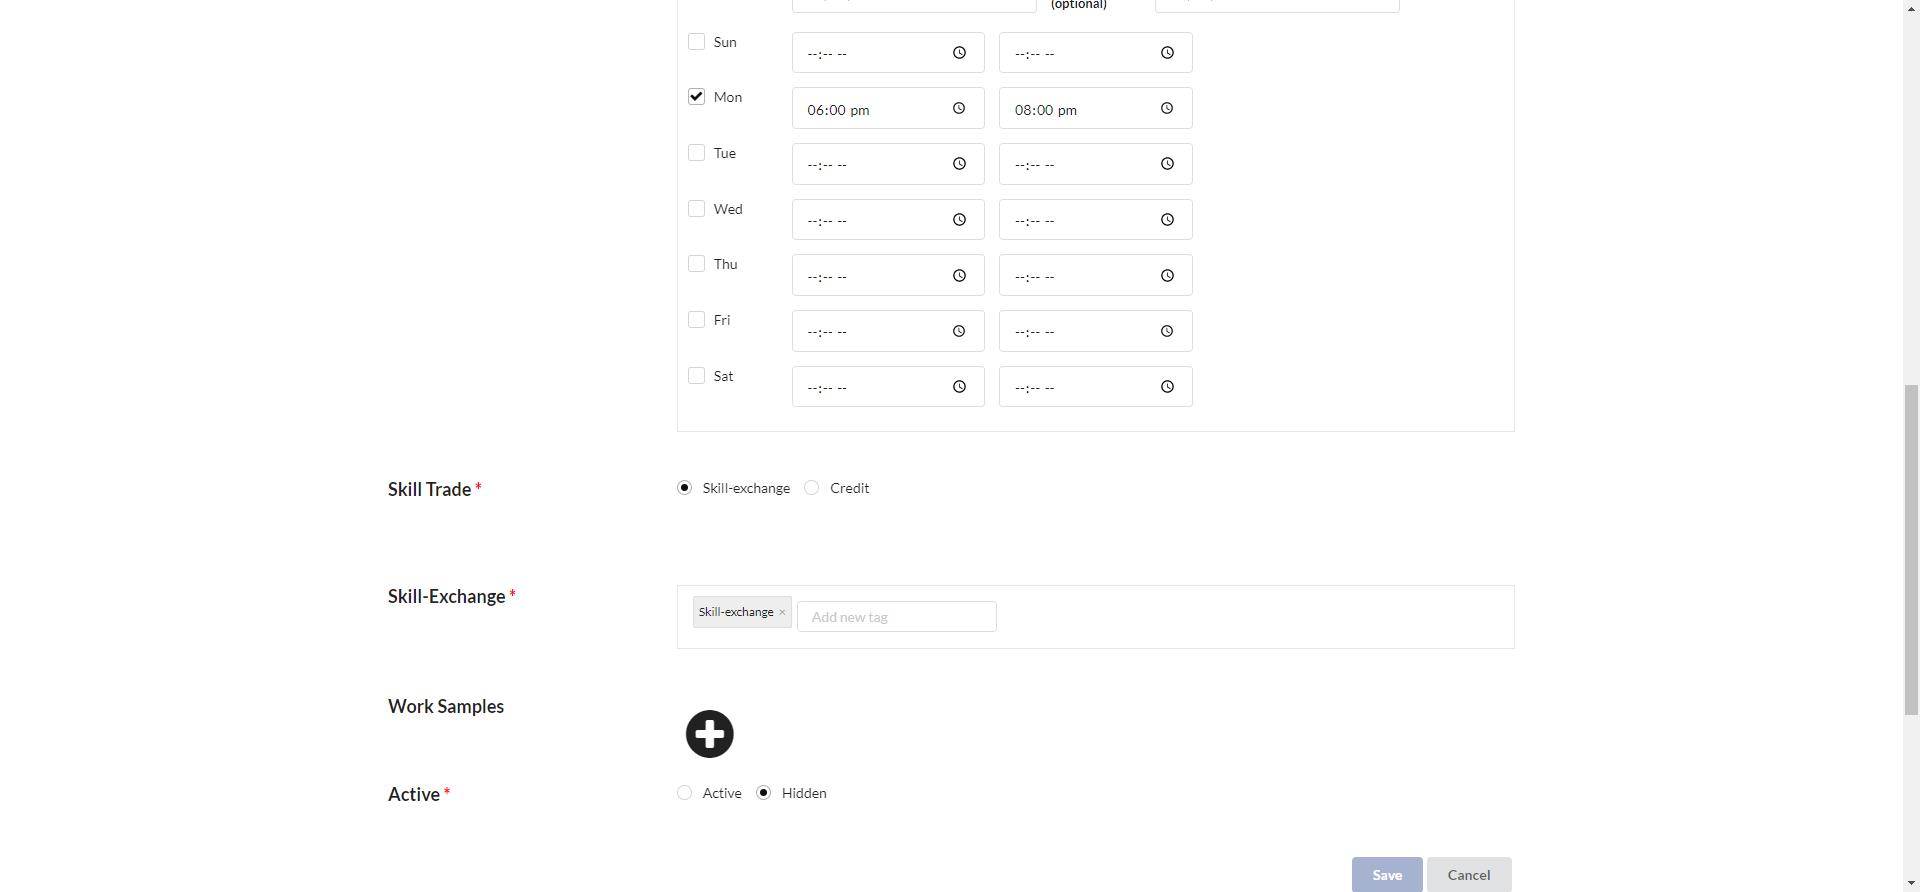 (optional)
Sun --:-- -- --:-- --
Mon 06:00 pm 08:00 pm
Tue --:-- -- --:-- --
Wed --:-- -- --:-- --
Thu --:-- -- --:-- --
Fri --:-- -- --:-- --
Sat --:-- -- --:-- --
Skill Trade * Skill-exchange Credit
Skill-Exchange * Skill-exchange × Add new tag
Work Samples
Active * Active Hidden
Save Cancel